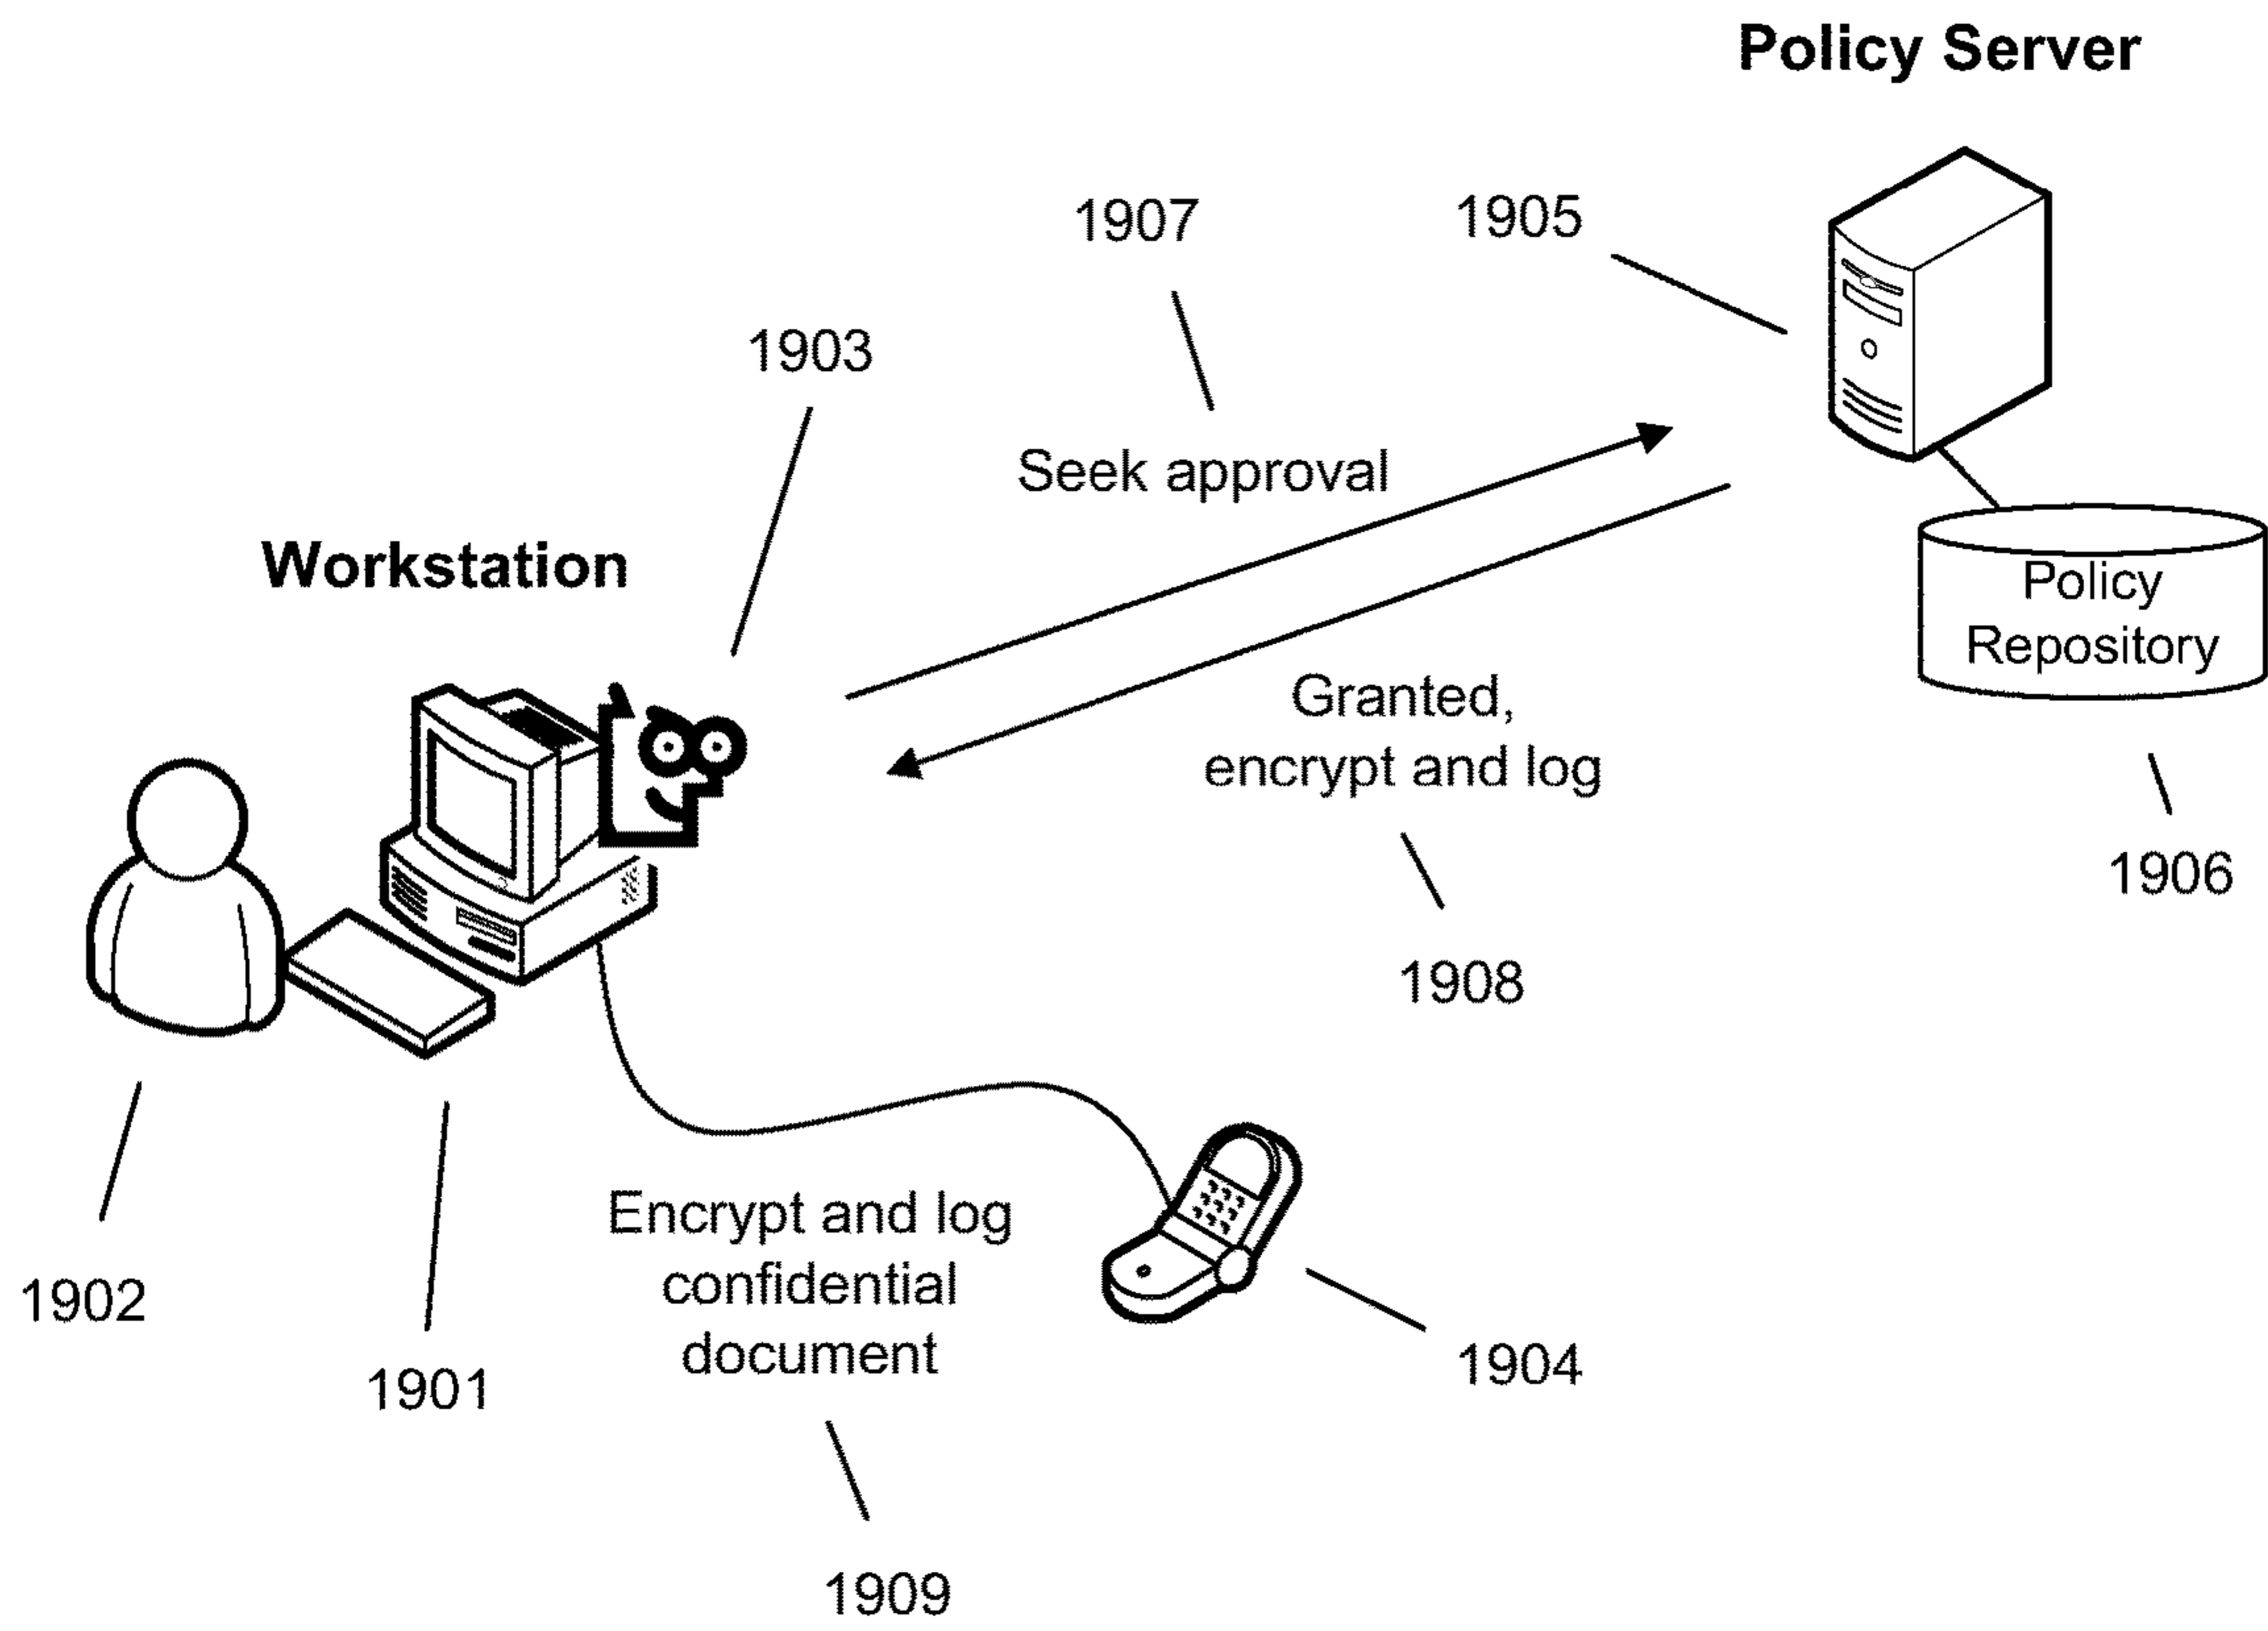 Policy Server
1907
1905
1903
Seek approval
Workstation
Policy
Repository
Granted,
encrypt and log
1906
1908
Encrypt and log
confidential
document
1902
1901
1904
1909